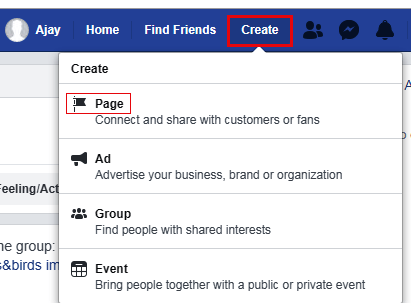 Ajay Home Find Friends Create
Create
Page
Connect and share with customers or fans
Ad
Advertise your business, brand or organization
Feeling/Act
Group
Find people with shared interests
ne group:
s&birds im
Event
Bring people together with a public or private event
A